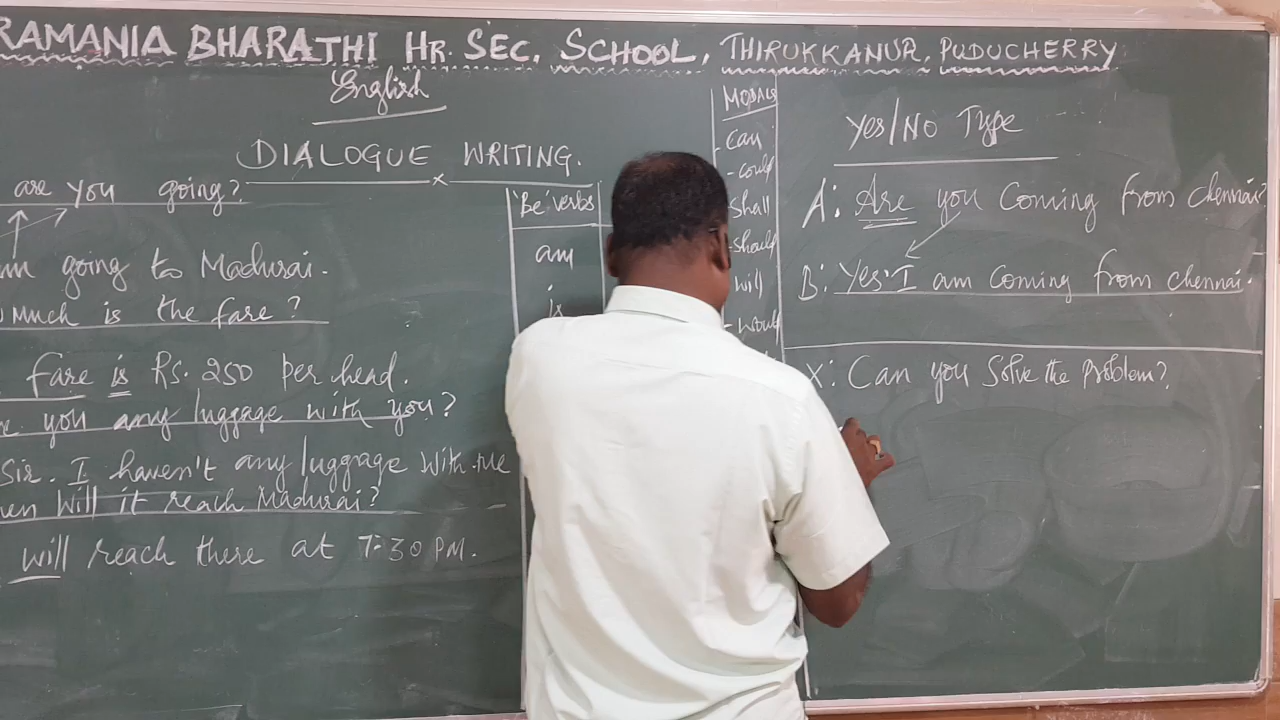 RAMANIA BHARATHI HR. SEC. SCHOOL, THIRUKKANUR, PUDUCHERRY
English
DIALOGUE WRITING.
are you going?
going to Madurai.
Much is the fare?
fare is Rs. 250 per head.
you any luggage with you?
Sir. I haven't any luggage with me
Will it reach Madurai?
will reach there at 7:30 PM.
'Be' verbs
am
is
MODALS
- Can
- could
shall
- should
will
- would
Yes/No Type
A: Are you Coming from Chennai?
B: Yes. I am Coming from Chennai.
X: Can you Solve the Problem?